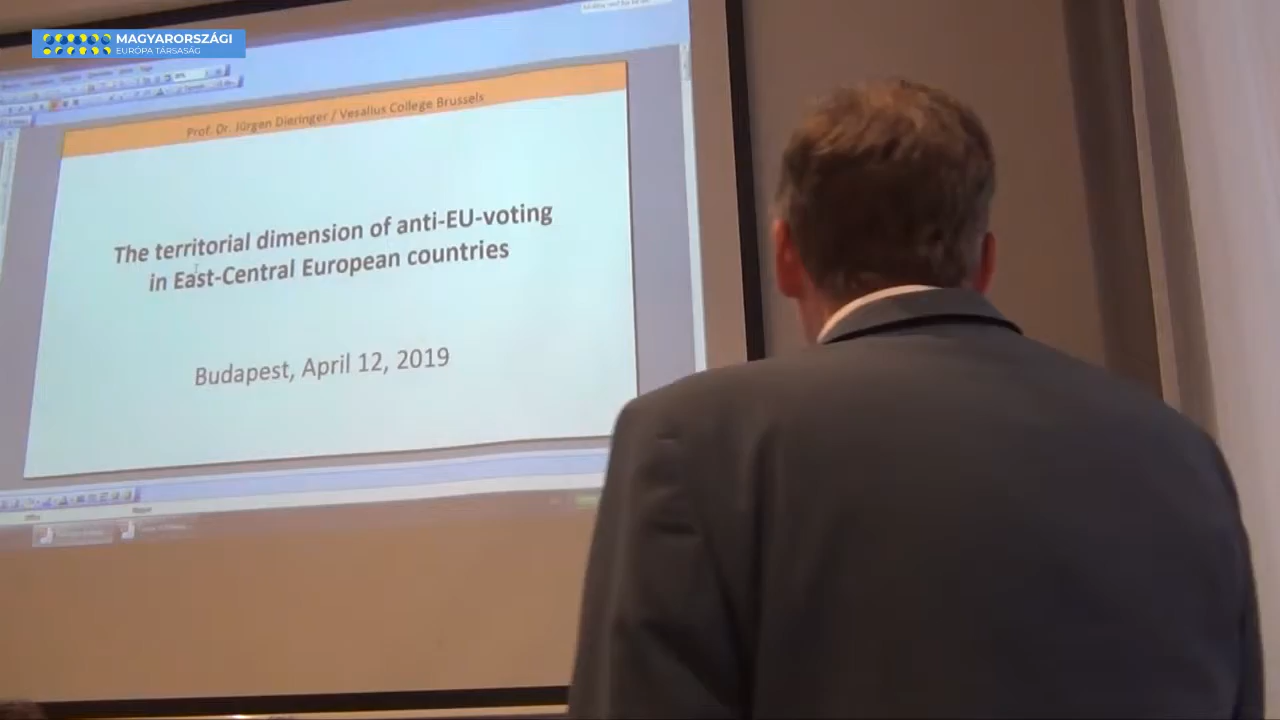 MAGYARORSZÁGI
EURÓPA TÁRSASÁG
Prof. Dr. Jürgen Dieringer / Vesalius College Brussels
The territorial dimension of anti-EU-voting
in East-Central European countries
Budapest, April 12, 2019